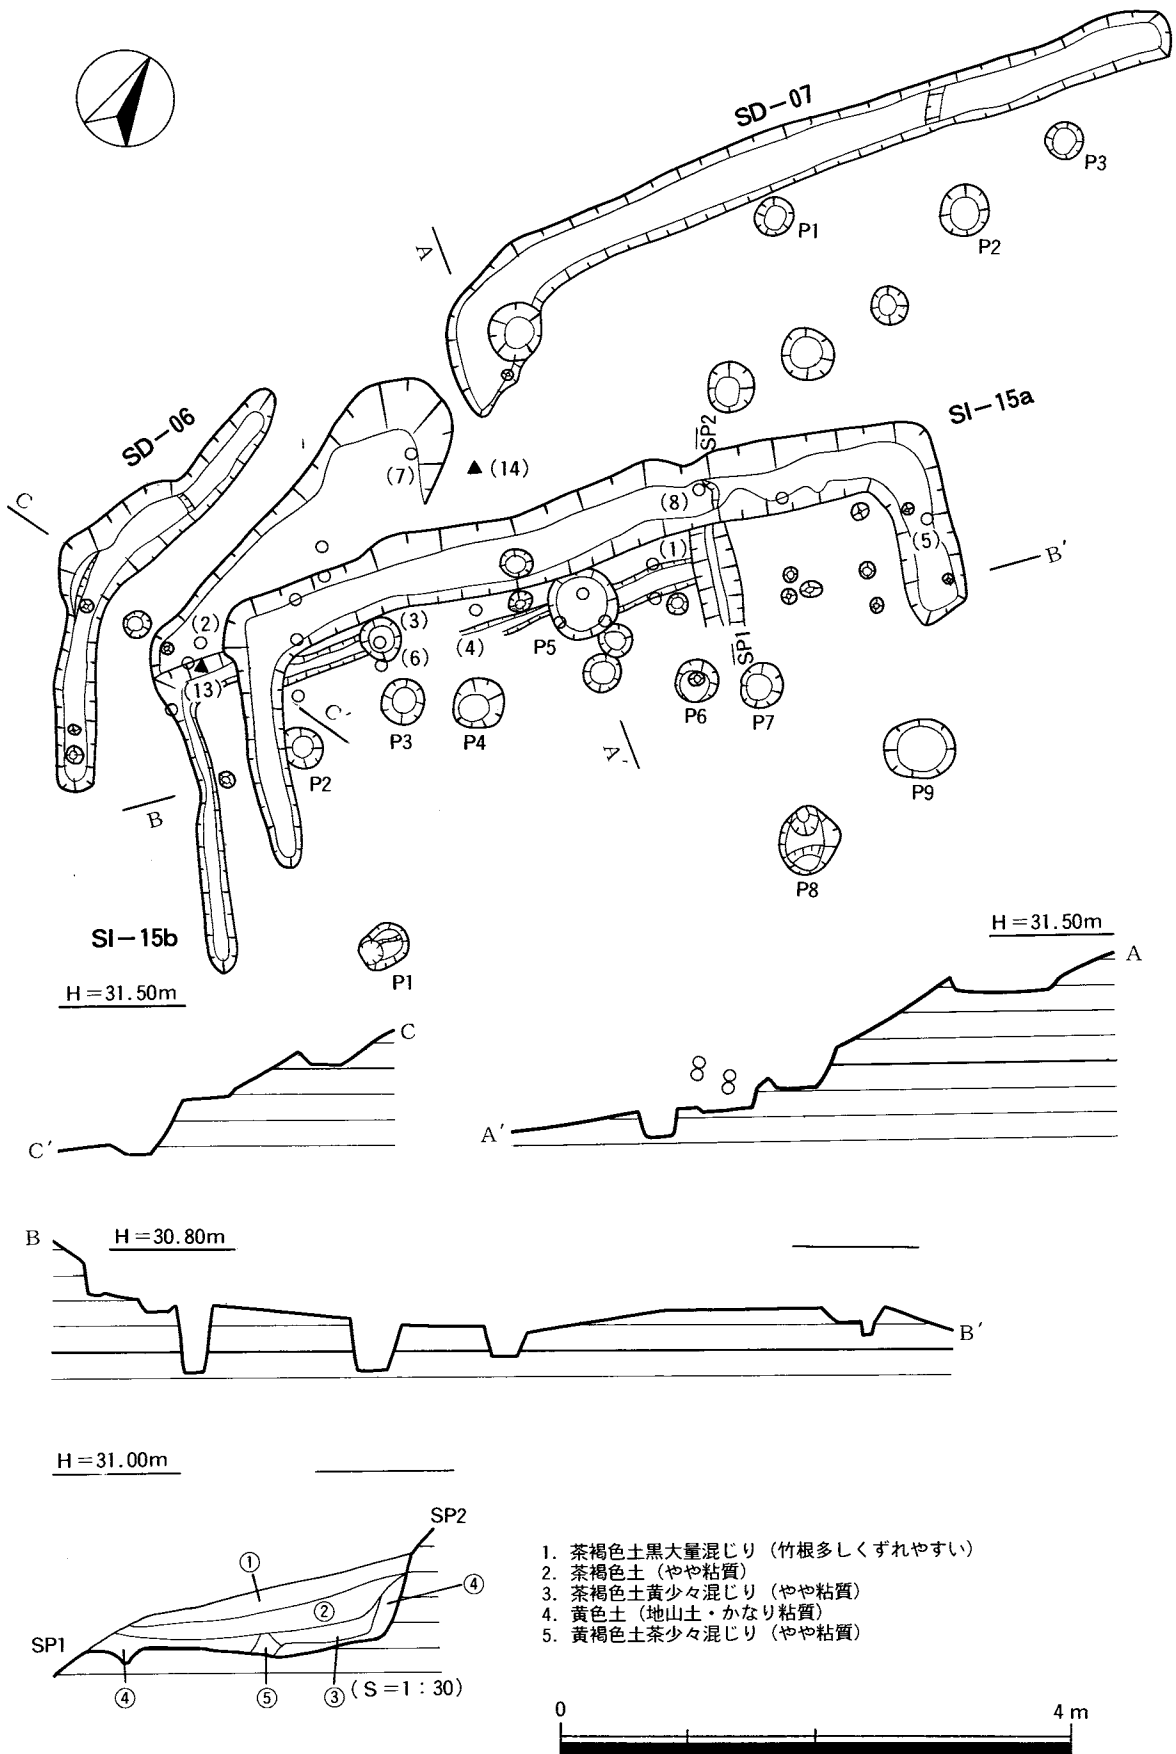 SD-07
P3
P1
P2
A
SI-15a
SP2
SD-06
(7)
▲(14)
C
(8)
(1)
(5)
B′
(2)
(3)
(4)
P5
(6)
(13)
SP1
C′
P3
P4
P6
P7
P2
A′
B
P9
P8
SI-15b
P1
H=31.50m
H=31.50m
A
C
A′
C′
B
H=30.80m
B′
H=31.00m
SP2
①
④
②
SP1
④
⑤
③
(S=1:30)
1. 茶褐色土黒大量混じり(竹根多しくずれやすい)
2. 茶褐色土(やや粘質)
3. 茶褐色土黄少々混じり(やや粘質)
4. 黄色土(地山土・かなり粘質)
5. 黄褐色土茶少々混じり(やや粘質)
0
4 m